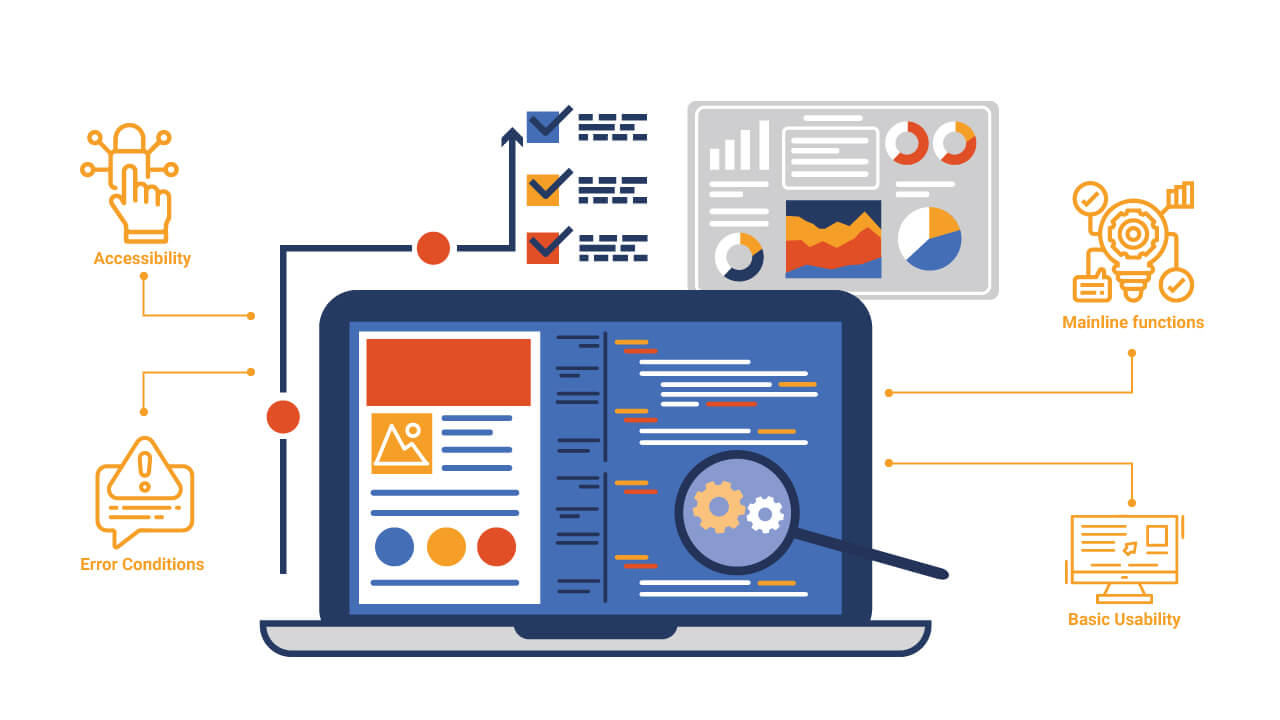 Accessibility
Mainline functions
Error Conditions
Basic Usability